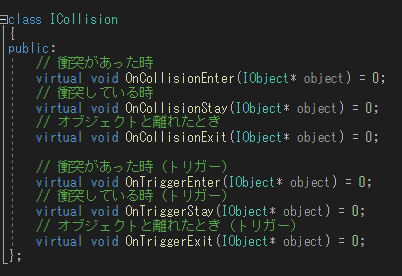 class ICollision
{
public:
// 衝突があった時
virtual void OnCollisionEnter(IObject* object) = 0;
// 衝突している時
virtual void OnCollisionStay(IObject* object) = 0;
// オブジェクトと離れたとき
virtual void OnCollisionExit(IObject* object) = 0;
// 衝突があった時（トリガー）
virtual void OnTriggerEnter(IObject* object) = 0;
// 衝突している時（トリガー）
virtual void OnTriggerStay(IObject* object) = 0;
// オブジェクトと離れたとき（トリガー）
virtual void OnTriggerExit(IObject* object) = 0;
};